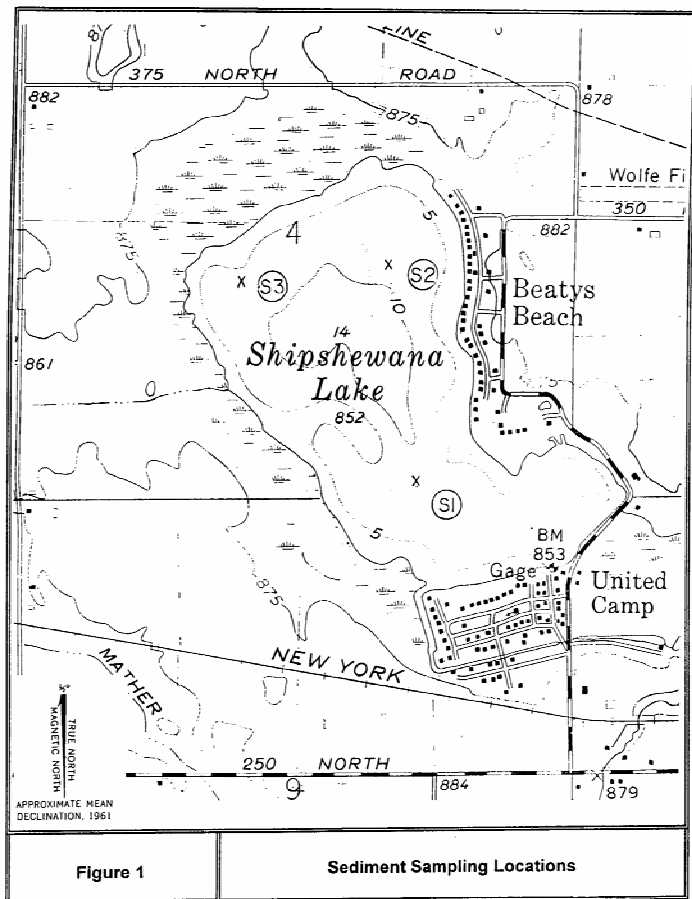 LINE
375 NORTH ROAD
882
875
878
Wolfe Fi
350
882
5
4
875
S3
S2
10
Beatys
Beach
14
Shipshewana
Lake
852
861
S1
5
BM
853
Gage
United
Camp
875
NEW YORK
MATHER
TRUE NORTH
MAGNETIC NORTH
250 NORTH
9
884
879
APPROXIMATE MEAN
DECLINATION, 1961
Figure 1
Sediment Sampling Locations